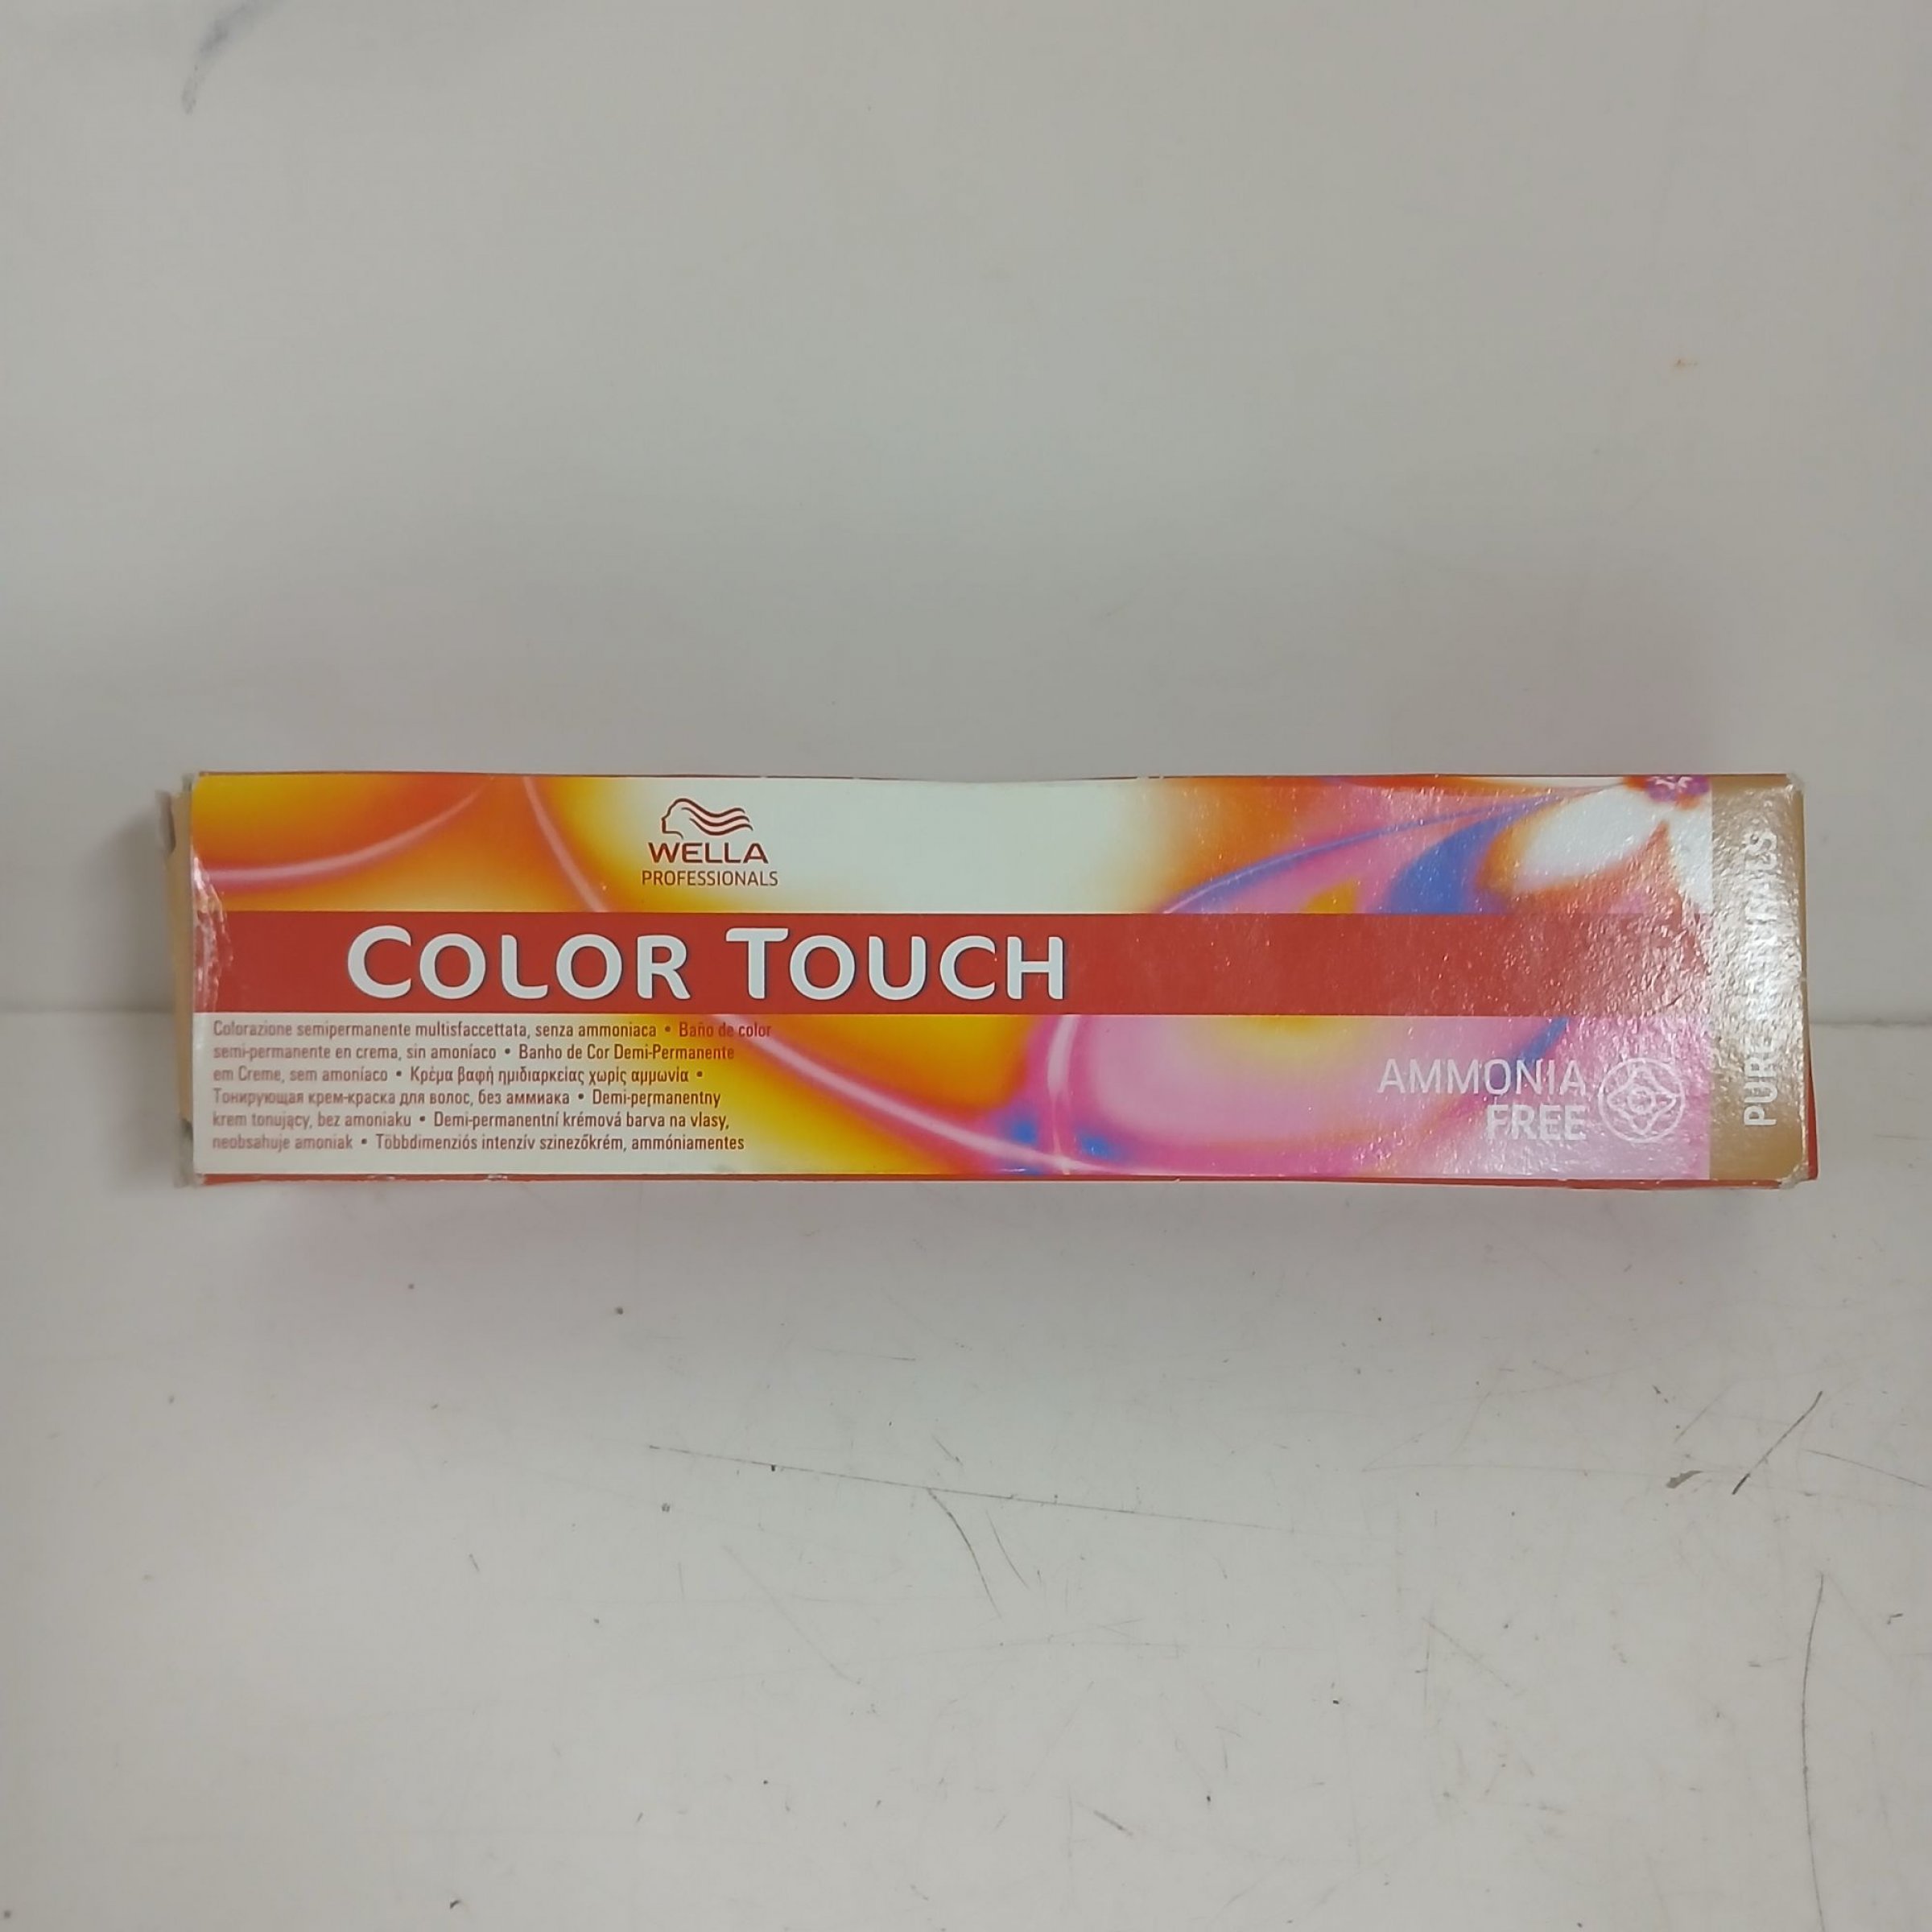 WELLA
PROFESSIONALS
COLOR TOUCH
Colorazione semipermanente multisfaccettata, senza ammoniaca • Baño de color
semi-permanente en crema, sin amoníaco • Banho de Cor Demi-Permanente
em Creme, sem amoníaco • Κρέμα βαφή ημιδιαρκείας χωρίς αμμωνία •
Тонирующая крем-краска для волос, без аммиака • Demi-permanentny
krem tonujący, bez amoniaku • Demi-permanentní krémová barva na vlasy,
neobsahuje amoniak • Többdimenziós intenzív színezőkrém, ammóniamentes
AMMONIA
FREE
PURE NATURALS